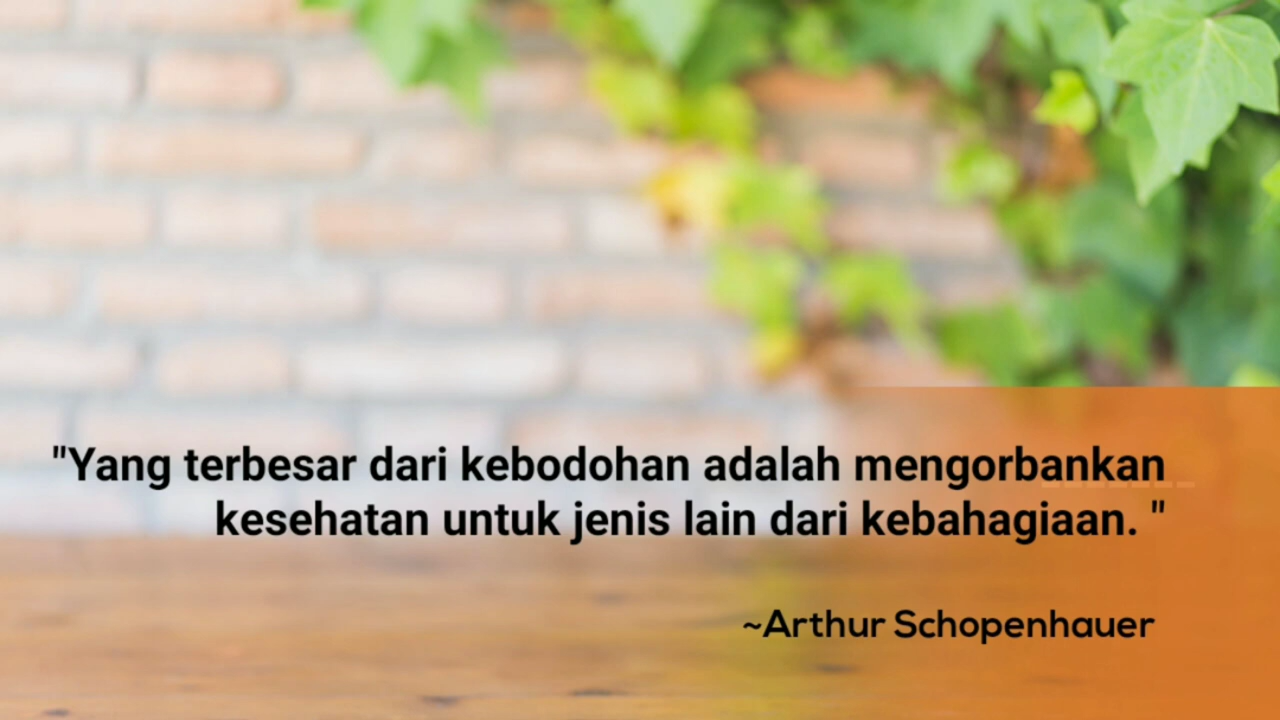 "Yang terbesar dari kebodohan adalah mengorbankan
kesehatan untuk jenis lain dari kebahagiaan. "
~Arthur Schopenhauer